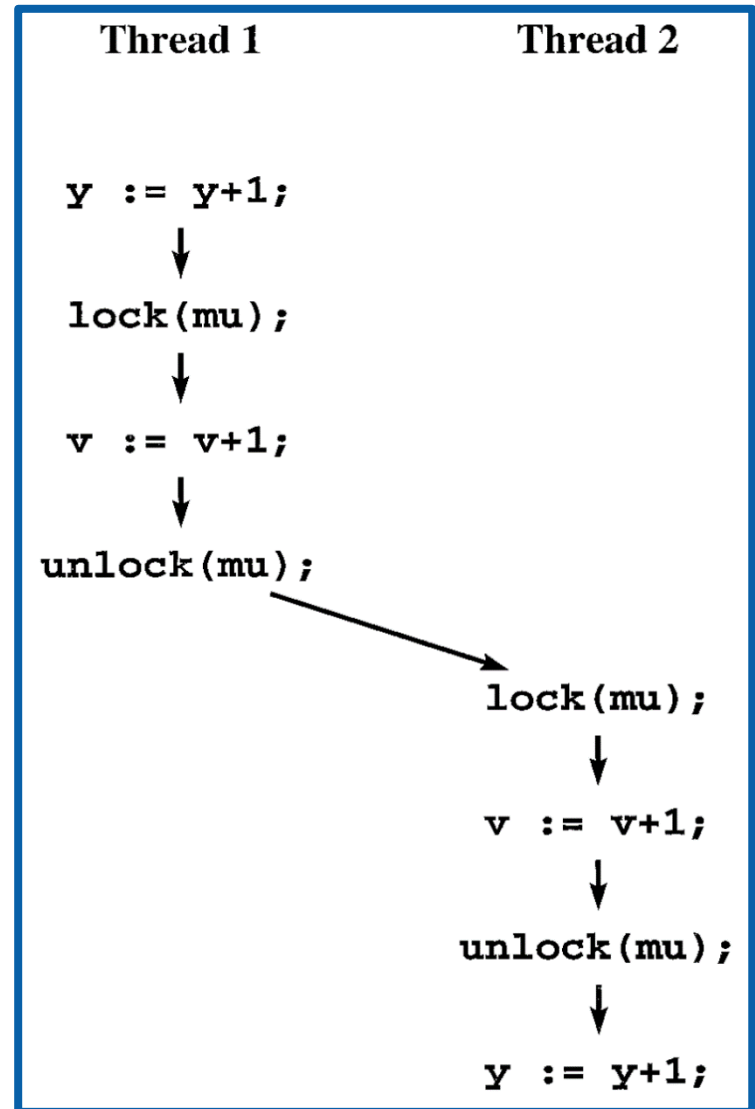 Thread 1 Thread 2
y := y+1;
lock(mu);
v := v+1;
unlock(mu);
lock(mu);
v := v+1;
unlock(mu);
y := y+1;